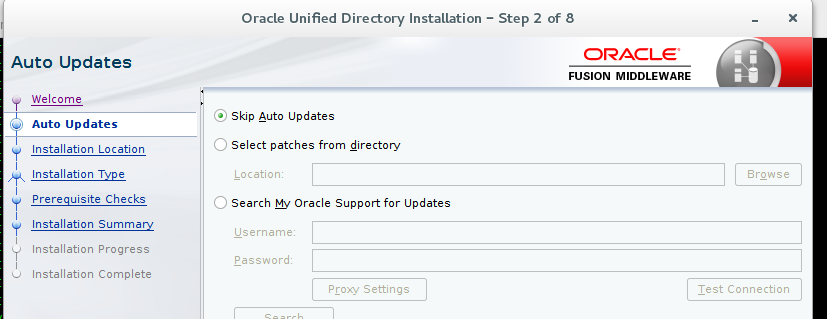 Oracle Unified Directory Installation – Step 2 of 8
Auto Updates
ORACLE
FUSION MIDDLEWARE
Welcome
Auto Updates
Installation Location
Installation Type
Prerequisite Checks
Installation Summary
Installation Progress
Installation Complete
Skip Auto Updates
Select patches from directory
Location:
Browse
Search My Oracle Support for Updates
Username:
Password:
Proxy Settings
Test Connection
Search